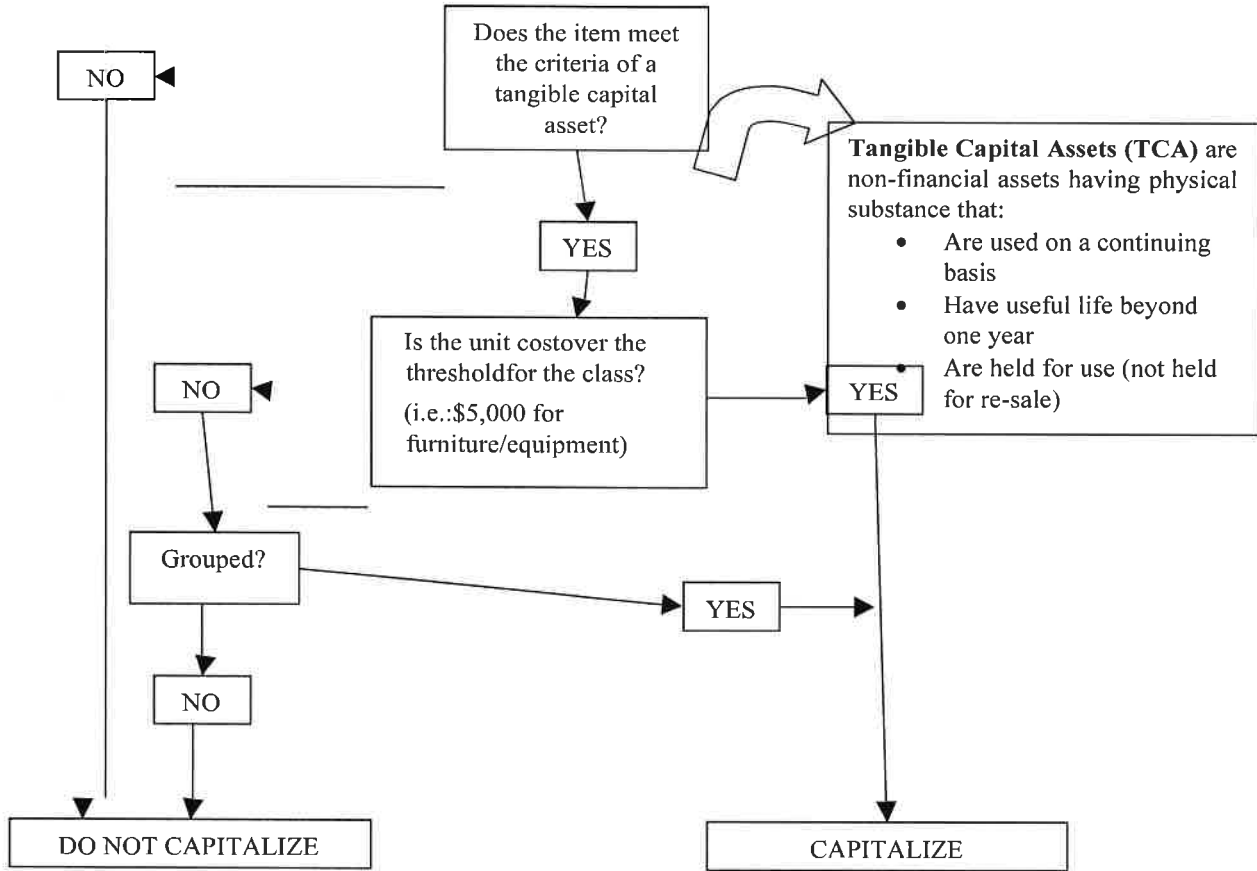 Does the item meet
the criteria of a
tangible capital
asset?
NO
Tangible Capital Assets (TCA) are
non-financial assets having physical
substance that:
• Are used on a continuing
basis
• Have useful life beyond
one year
• Are held for use (not held
for re-sale)
YES
Is the unit costover the
thresholdfor the class?
(i.e.:$5,000 for
furniture/equipment)
NO
YES
Grouped?
YES
NO
DO NOT CAPITALIZE
CAPITALIZE